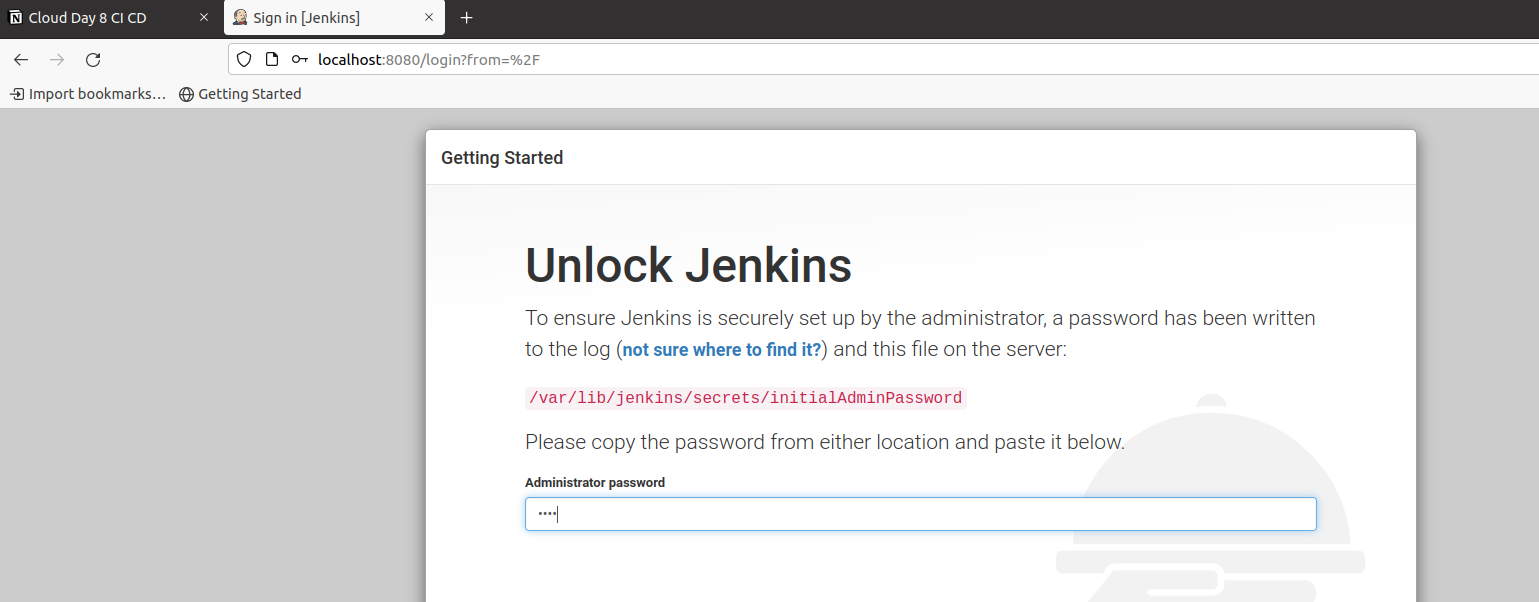 Cloud Day 8 CI CD
Sign in [Jenkins]
localhost:8080/login?from=%2F
Import bookmarks… Getting Started
Getting Started
Unlock Jenkins
To ensure Jenkins is securely set up by the administrator, a password has been written
to the log (not sure where to find it?) and this file on the server:
/var/lib/jenkins/secrets/initialAdminPassword
Please copy the password from either location and paste it below.
Administrator password
••••